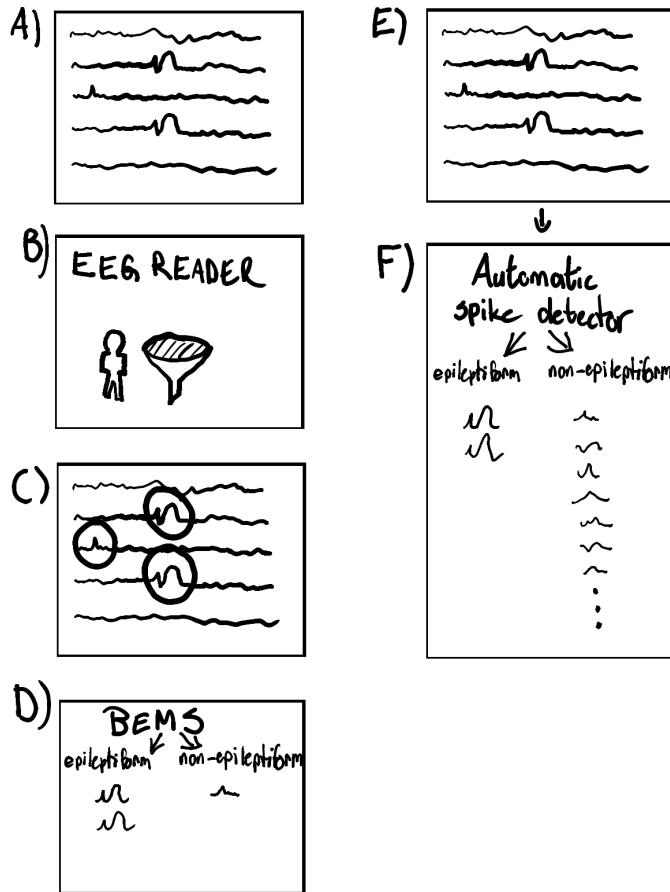 A)
B)
EEG READER
C)
D)
BEMS
epileptiform non-epileptiform
E)
F)
Automatic
spike detector
epileptiform non-epileptiform